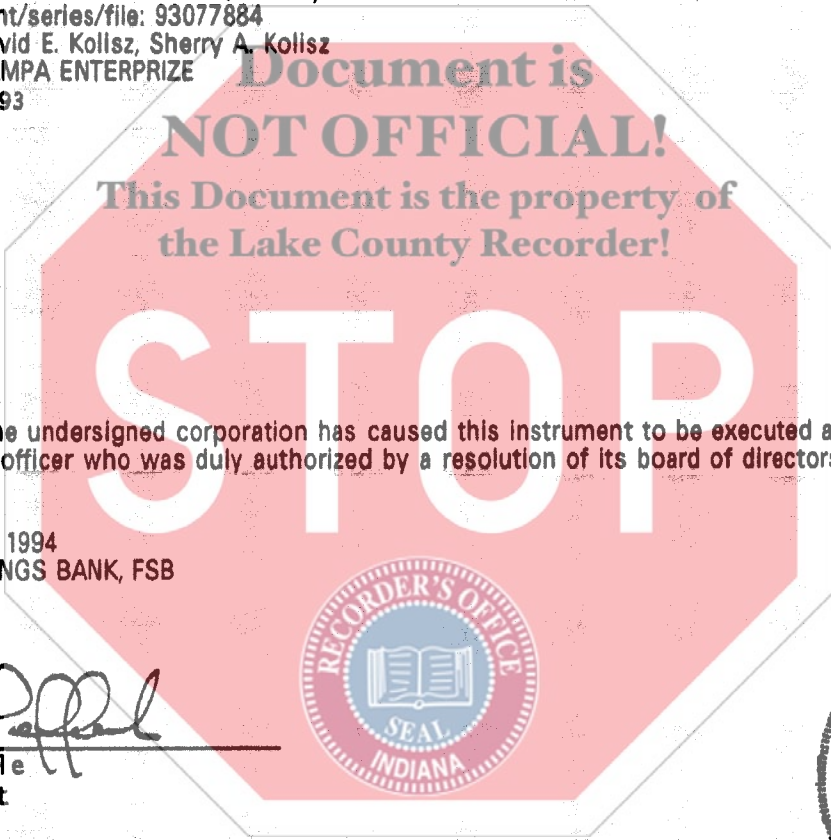 nt/series/file: 93077884
vid E. Kolisz, Sherry A. Kolisz
MPA ENTERPRIZE
93
Document is
NOT OFFICIAL!
This Document is the property of
the Lake County Recorder!
STOP
e undersigned corporation has caused this instrument to be executed a
officer who was duly authorized by a resolution of its board of directors
1994
NGS BANK, FSB
RECORDER'S OFFICE
SEAL
INDIANA
le
t